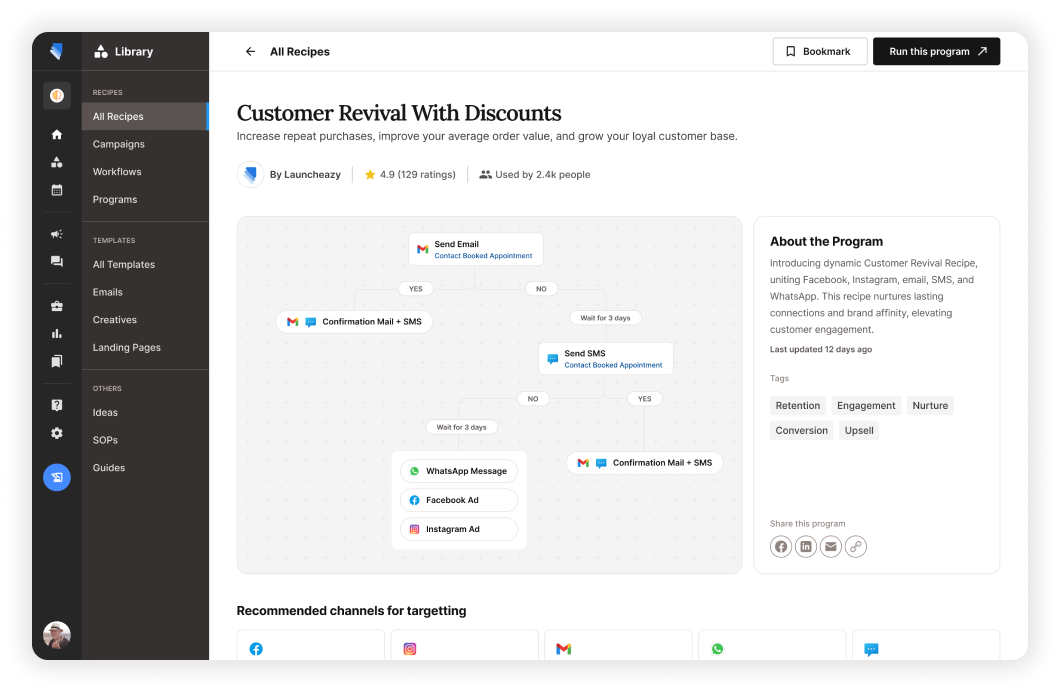 Library
RECIPES
All Recipes
Campaigns
Workflows
Programs
TEMPLATES
All Templates
Emails
Creatives
Landing Pages
OTHERS
Ideas
SOPs
Guides
All Recipes
Bookmark
Run this program
Customer Revival With Discounts
Increase repeat purchases, improve your average order value, and grow your loyal customer base.
By Launcheazy
4.9 (129 ratings)
Used by 2.4k people
Send Email
Contact Booked Appointment
YES
NO
Confirmation Mail + SMS
Wait for 3 days
Send SMS
Contact Booked Appointment
NO
YES
Wait for 3 days
Confirmation Mail + SMS
WhatsApp Message
Facebook Ad
Instagram Ad
About the Program
Introducing dynamic Customer Revival Recipe,
uniting Facebook, Instagram, email, SMS, and
WhatsApp. This recipe nurtures lasting
connections and brand affinity, elevating
customer engagement.
Last updated 12 days ago
Tags
Retention
Engagement
Nurture
Conversion
Upsell
Share this program
Recommended channels for targetting